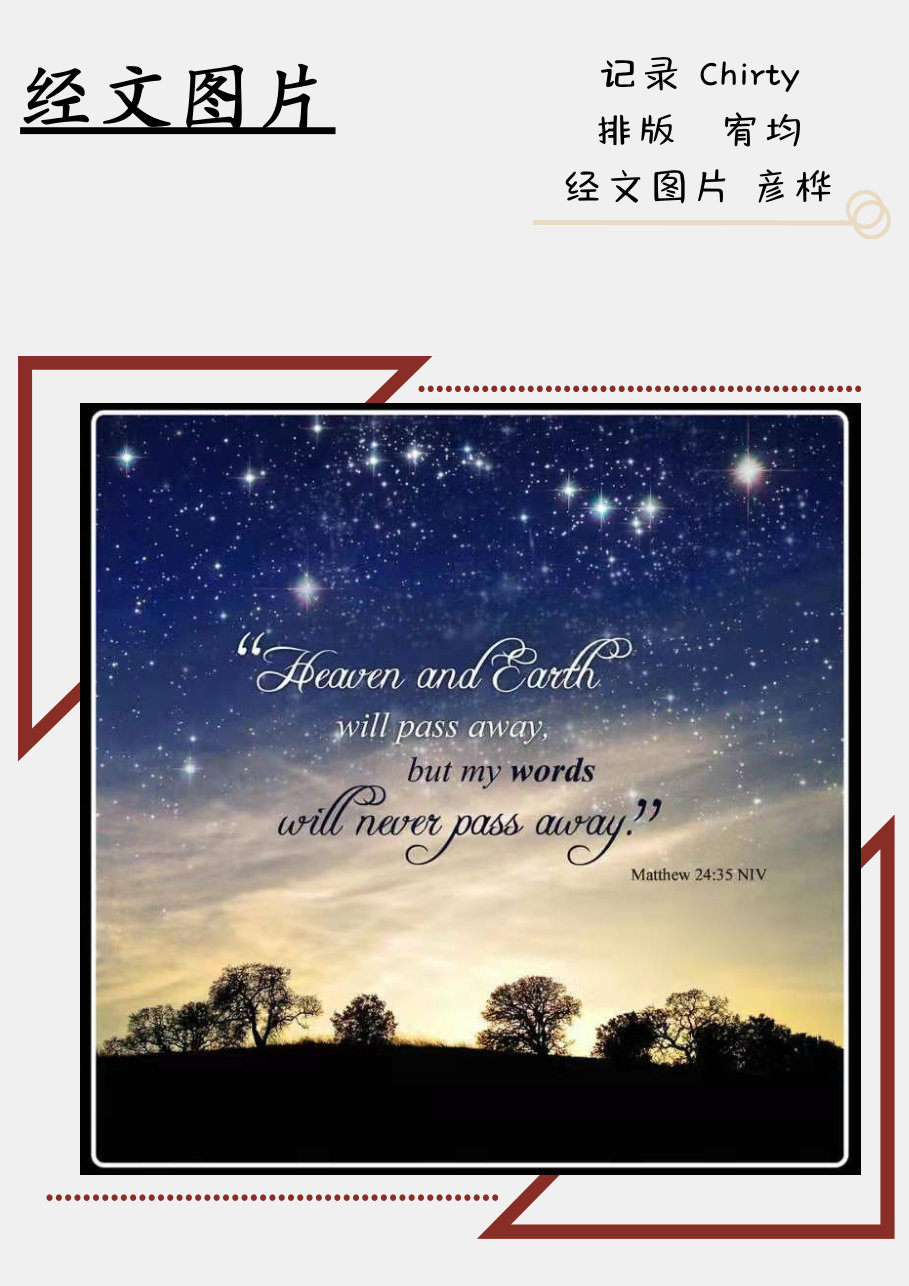 经文图片
记录 Chirty
排版 宥均
经文图片 彦桦
“Heaven and Earth
will pass away,
but my words
will never pass away.”
Matthew 24:35 NIV